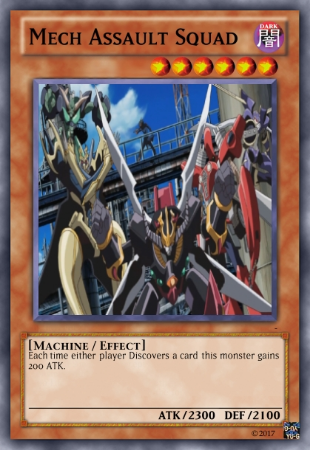 Mech Assault Squad
DARK
闇
[Machine / Effect]
Each time either player Discovers a card this monster gains
200 ATK.
ATK/2300 DEF/2100
©2017